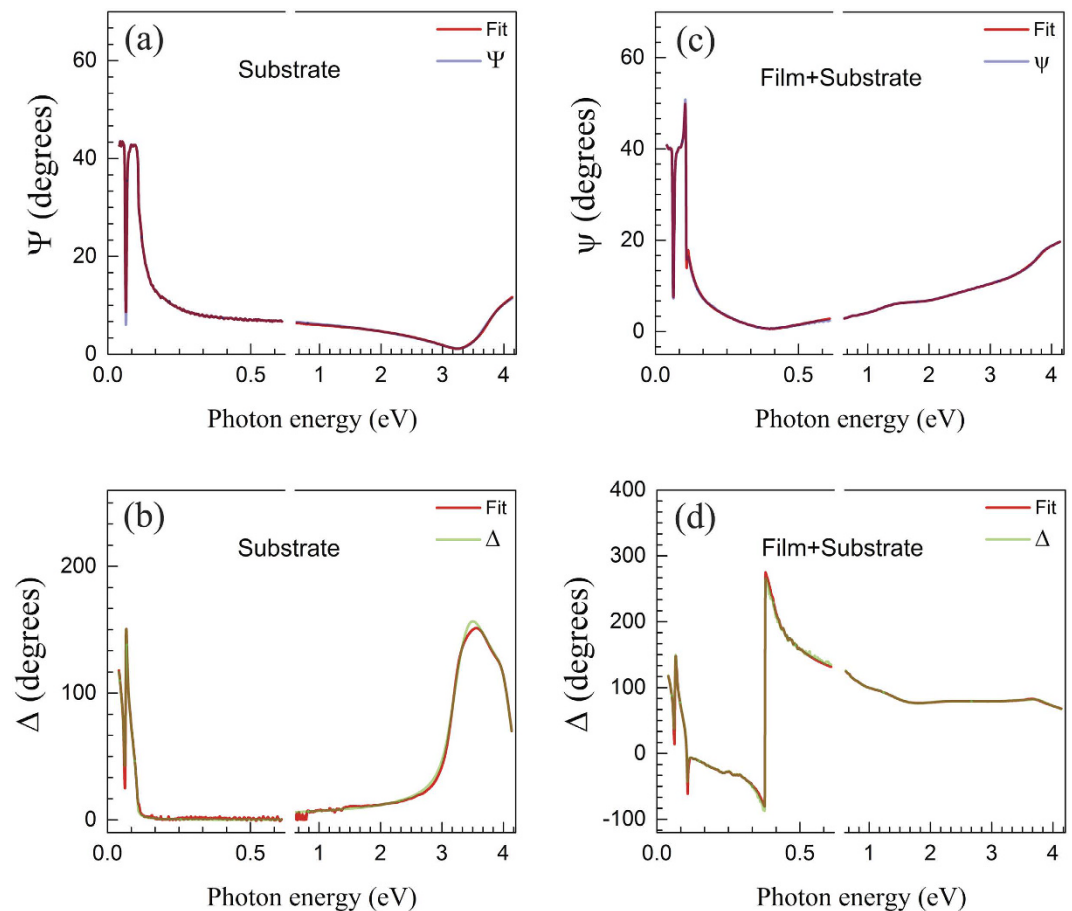 (a)
Fit
Ψ
Substrate
Ψ (degrees)
60
40
20
0
0.0
0.5
1
2
3
4
Photon energy (eV)
(c)
Fit
ψ
Film+Substrate
ψ (degrees)
60
40
20
0
0.0
0.5
1
2
3
4
Photon energy (eV)
(b)
Fit
Δ
Substrate
Δ (degrees)
200
100
0
0.0
0.5
1
2
3
4
Photon energy (eV)
(d)
Fit
Δ
Film+Substrate
Δ (degrees)
400
300
200
100
0
-100
0.0
0.5
1
2
3
4
Photon energy (eV)